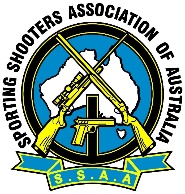 SPORTING SHOOTERS ASSOCIATION OF AUSTRALIA
S.S.A.A